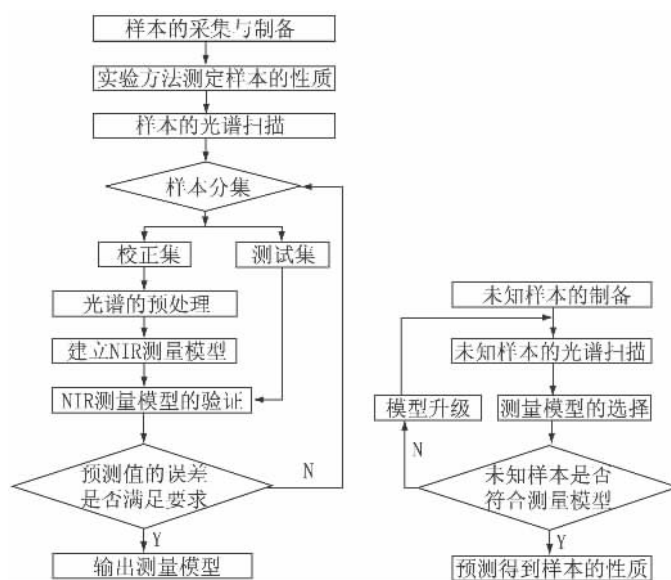 样本的采集与制备
实验方法测定样本的性质
样本的光谱扫描
样本分集
校正集
测试集
光谱的预处理
建立NIR测量模型
NIR测量模型的验证
预测值的误差
是否满足要求
N
Y
输出测量模型
未知样本的制备
未知样本的光谱扫描
模型升级
测量模型的选择
N
未知样本是否
符合测量模型
Y
预测得到样本的性质